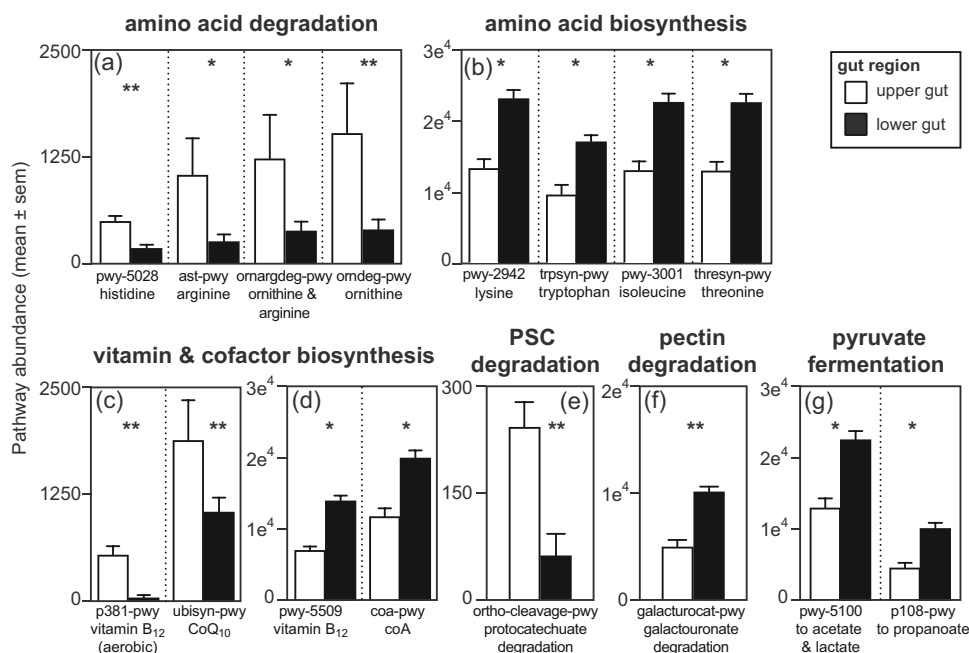 amino acid degradation
amino acid biosynthesis
Pathway abundance (mean ± sem)
2500
1250
0
(a)
**
*
*
**
pwy-5028 ast-pwy ornargdeg-pwy orndeg-pwy
histidine arginine ornithine & ornithine
arginine
3e⁴
2e⁴
1e⁴
0
(b)
*
*
*
*
pwy-2942 trpsyn-pwy pwy-3001 thresyn-pwy
lysine tryptophan isoleucine threonine
gut region
upper gut
lower gut
vitamin & cofactor biosynthesis
PSC
degradation
pectin
degradation
pyruvate
fermentation
2500
1250
0
(c)
**
**
p381-pwy ubisyn-pwy
vitamin B₁₂ CoQ₁₀
(aerobic)
3e⁴
2e⁴
1e⁴
0
(d)
*
*
pwy-5509 coa-pwy
vitamin B₁₂ coA
300
150
0
(e)
**
ortho-cleavage-pwy
protocatechuate
degradation
2e⁴
1e⁴
0
(f)
**
galacturocat-pwy
galactouronate
degradation
3e⁴
2e⁴
1e⁴
0
(g)
*
*
pwy-5100 p108-pwy
to acetate to propanoate
& lactate